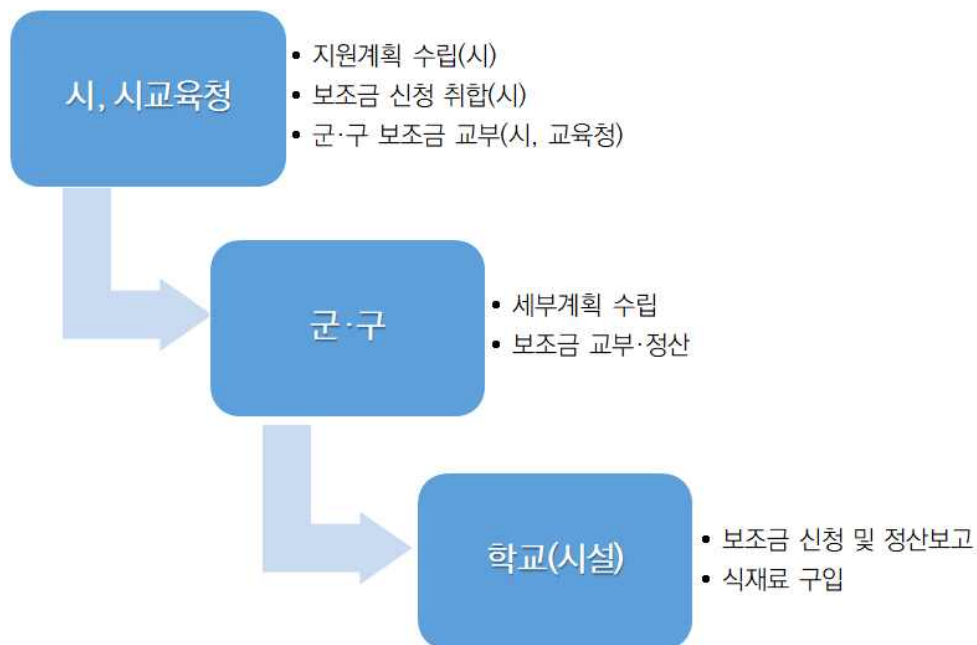 시, 시교육청
• 지원계획 수립(시)
• 보조금 신청 취합(시)
• 군·구 보조금 교부(시, 교육청)
군·구
• 세부계획 수립
• 보조금 교부·정산
학교(시설)
• 보조금 신청 및 정산보고
• 식재료 구입